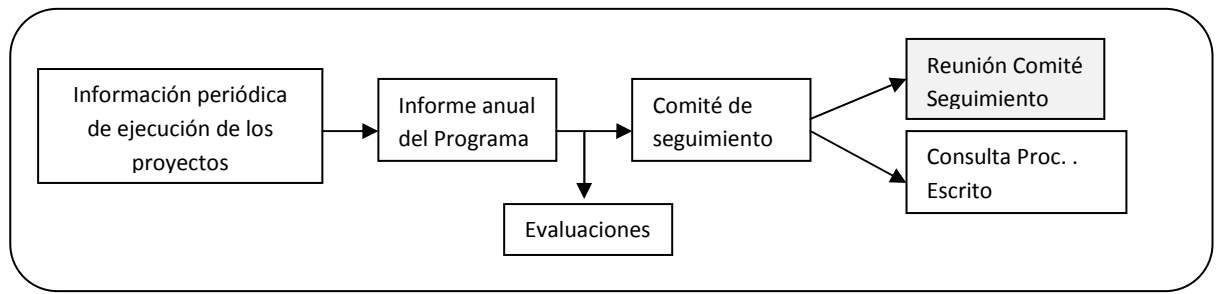 Información periódica
de ejecución de los
proyectos
Informe anual
del Programa
Evaluaciones
Comité de
seguimiento
Reunión Comité
Seguimiento
Consulta Proc. .
Escrito